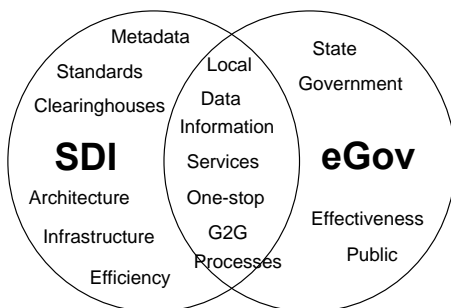 Metadata
Standards
Clearinghouses
SDI
Architecture
Infrastructure
Efficiency
Local
Data
Information
Services
One-stop
G2G
Processes
State
Government
eGov
Effectiveness
Public